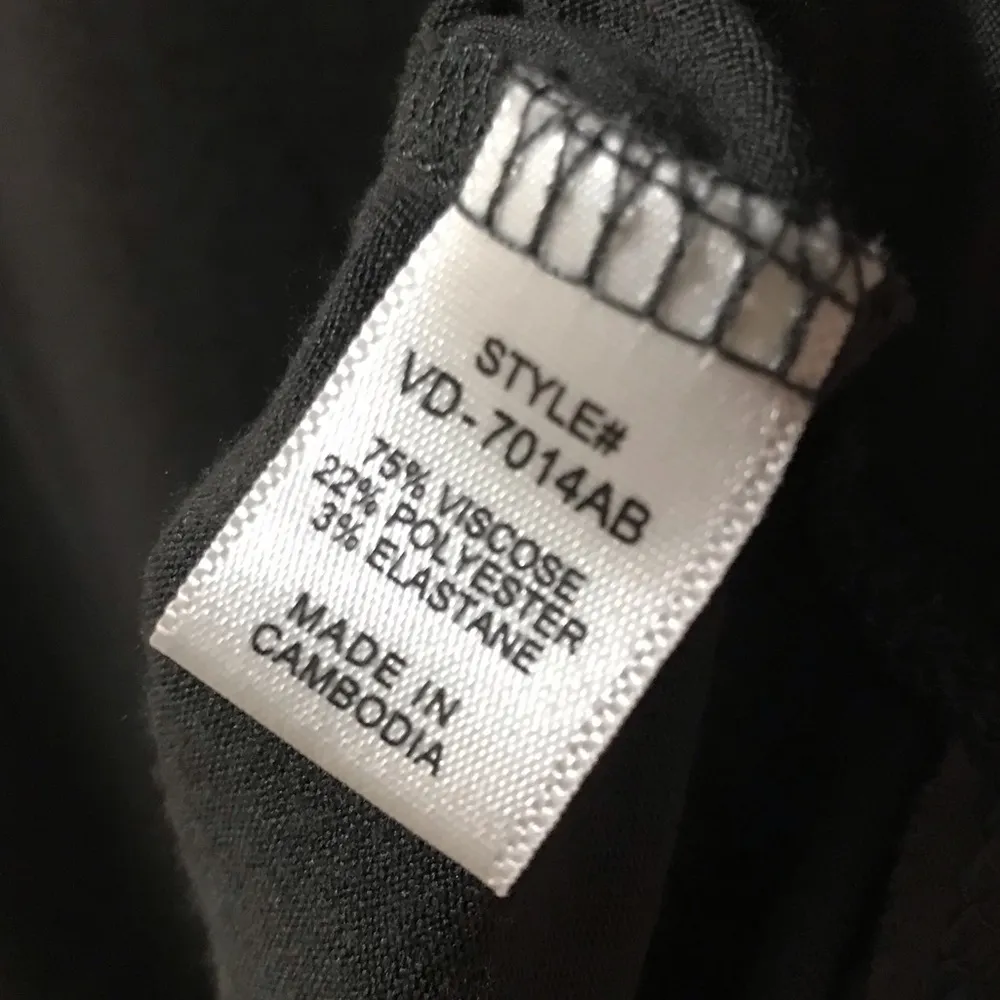 STYLE#
VD-7014AB
75% VISCOSE
22% POLYESTER
3% ELASTANE
MADE IN
CAMBODIA